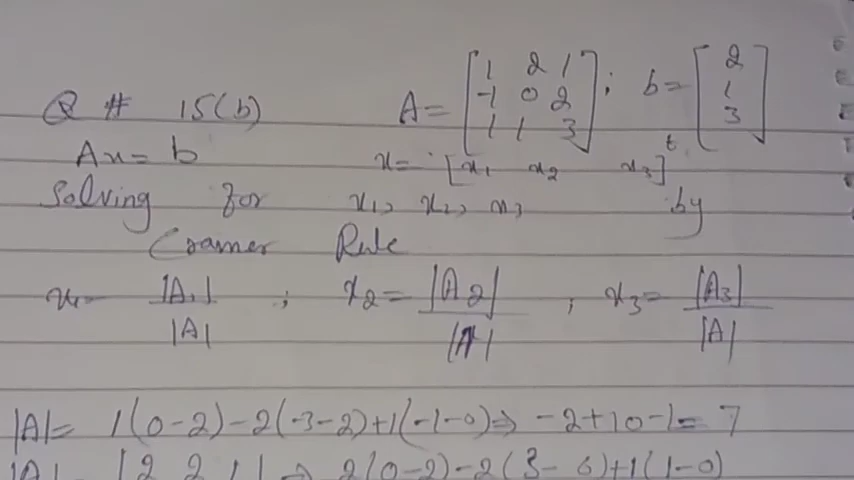 Q # 15(b) A = [1 2 1; -1 0 2; 1 1 3] ; b = [2; 1; 3]
Ax = b x = [x1 x2 x3]t
Solving for x1, x2, x3 by
Cramer Rule
x1 = |A1| / |A| ; x2 = |A2| / |A| ; x3 = |A3| / |A|
|A| = 1(0-2) -2(-3-2)+1(-1-0) ⇒ -2+10-1 = 7
2 2 1 | ⇒ 2(0-2)-2(3-6)+1(1-0)